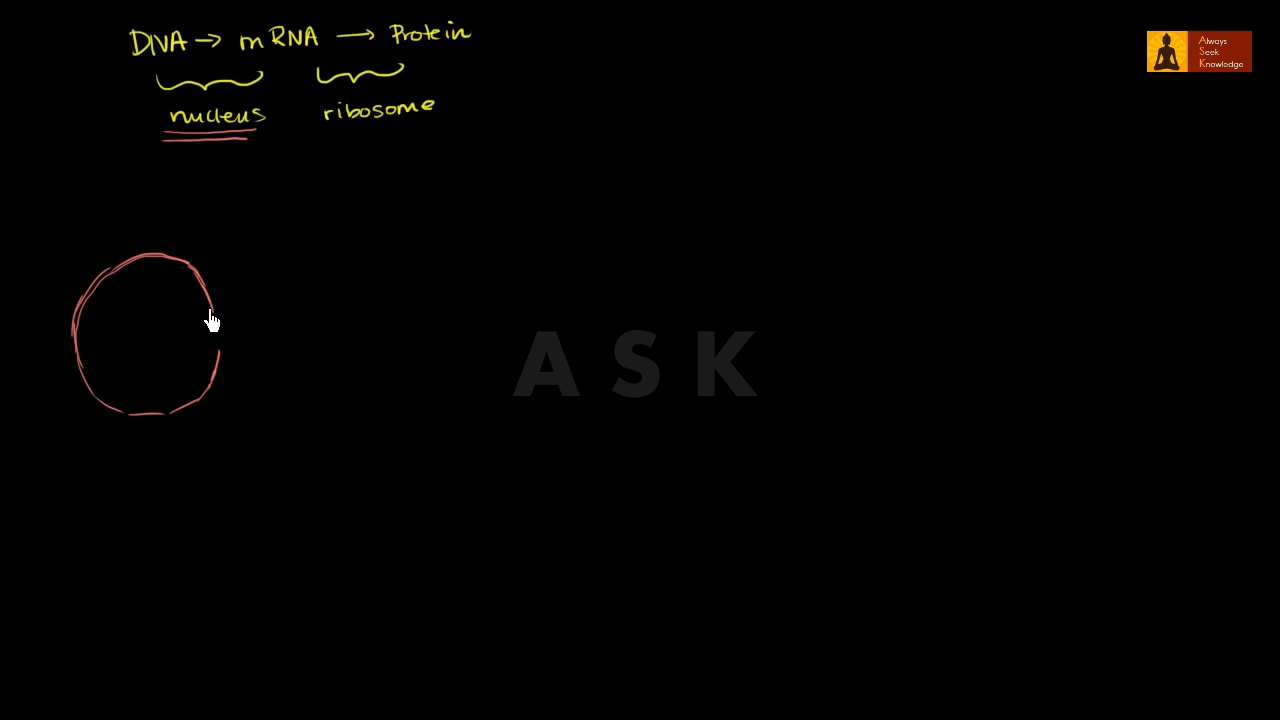 DNA → mRNA → Protein
nucleus ribosome
Always
Seek
Knowledge
ASK